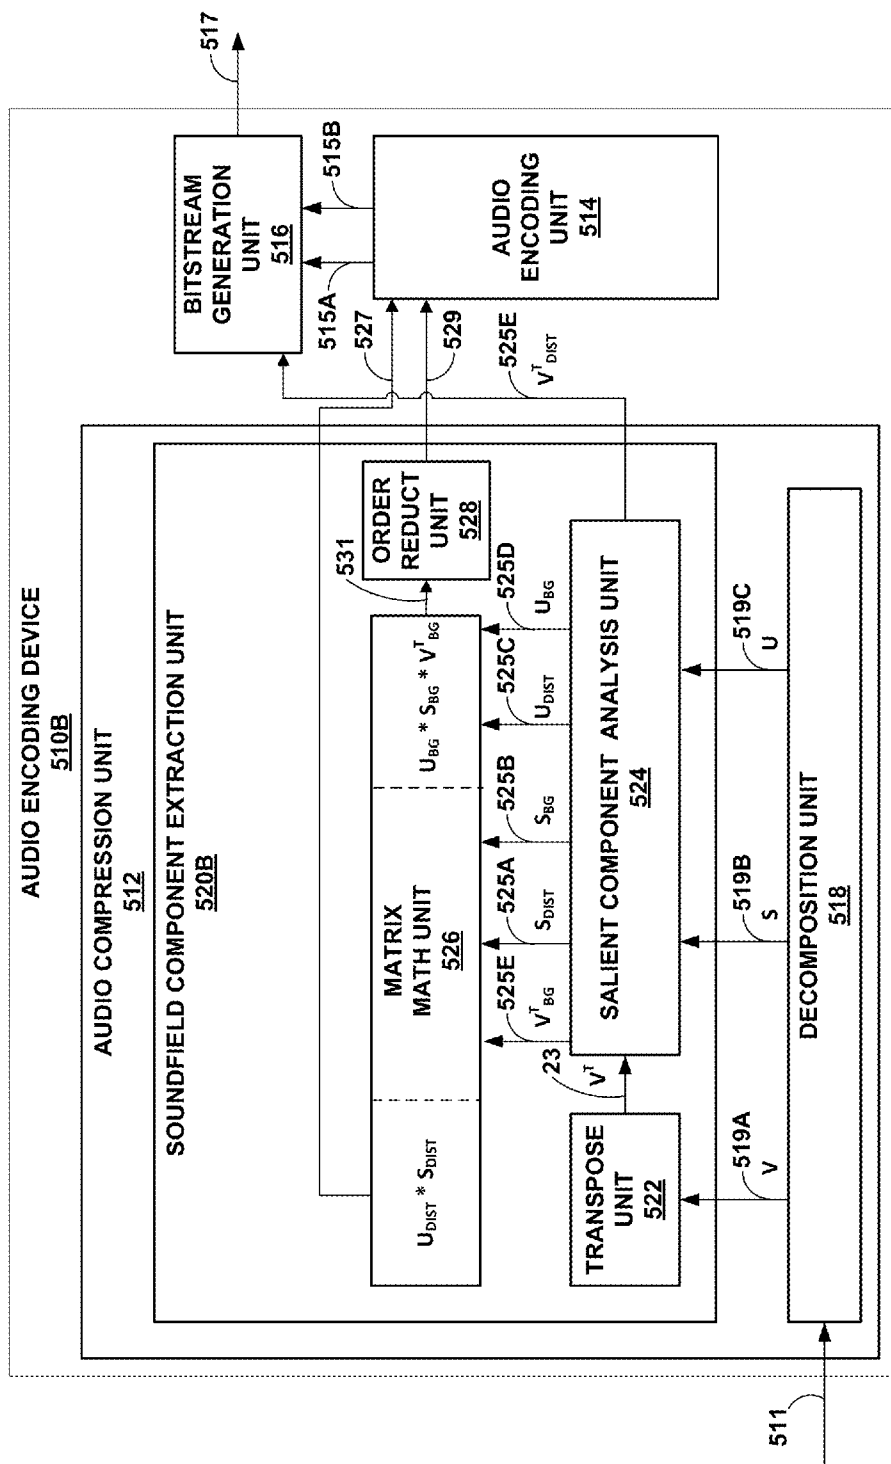 AUDIO ENCODING DEVICE
510B
AUDIO COMPRESSION UNIT
512
SOUNDFIELD COMPONENT EXTRACTION UNIT
520B
U_DIST * S_DIST
MATRIX
MATH UNIT
526
U_BG * S_BG * V^T_BG
531
ORDER
REDUCT
UNIT
528
527
529
515A
515B
BITSTREAM
GENERATION
UNIT
516
517
AUDIO
ENCODING
UNIT
514
525E
V^T_BG
525A
S_DIST
525B
S_BG
525C
U_DIST
525D
U_BG
525E
V^T_DIST
TRANSPOSE
UNIT
522
23
V^T
SALIENT COMPONENT ANALYSIS UNIT
524
519A
V
519B
S
519C
U
DECOMPOSITION UNIT
518
511